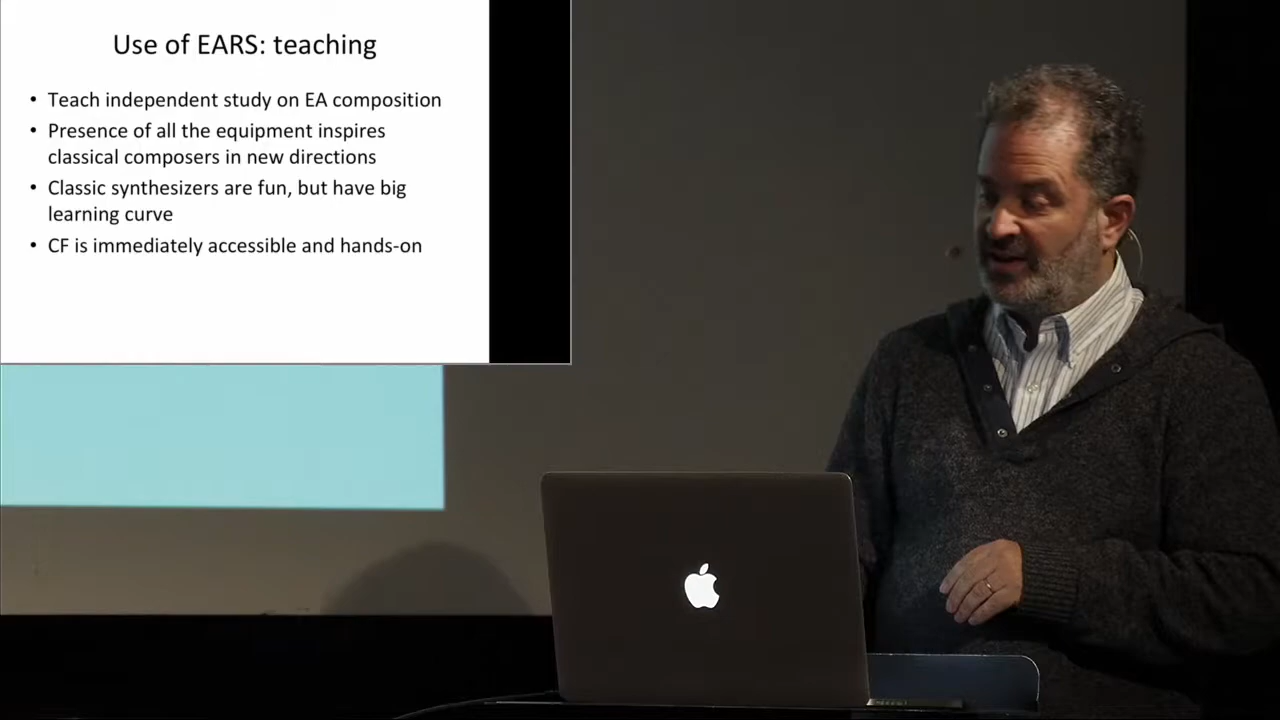 Use of EARS: teaching
• Teach independent study on EA composition
• Presence of all the equipment inspires
classical composers in new directions
• Classic synthesizers are fun, but have big
learning curve
• CF is immediately accessible and hands-on